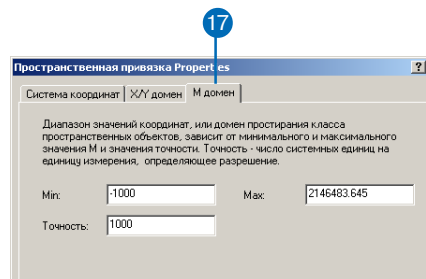 17
Пространственная привязка Properties
?
Система координат X/Y домен М домен
Диапазон значений координат, или домен простирания класса
пространственных объектов, зависит от минимального и максимального
значения М и значения точности. Точность - число системных единиц на
единицу измерения, определяющее разрешение.
Min: -1000 Max: 2146483.645
Точность: 1000